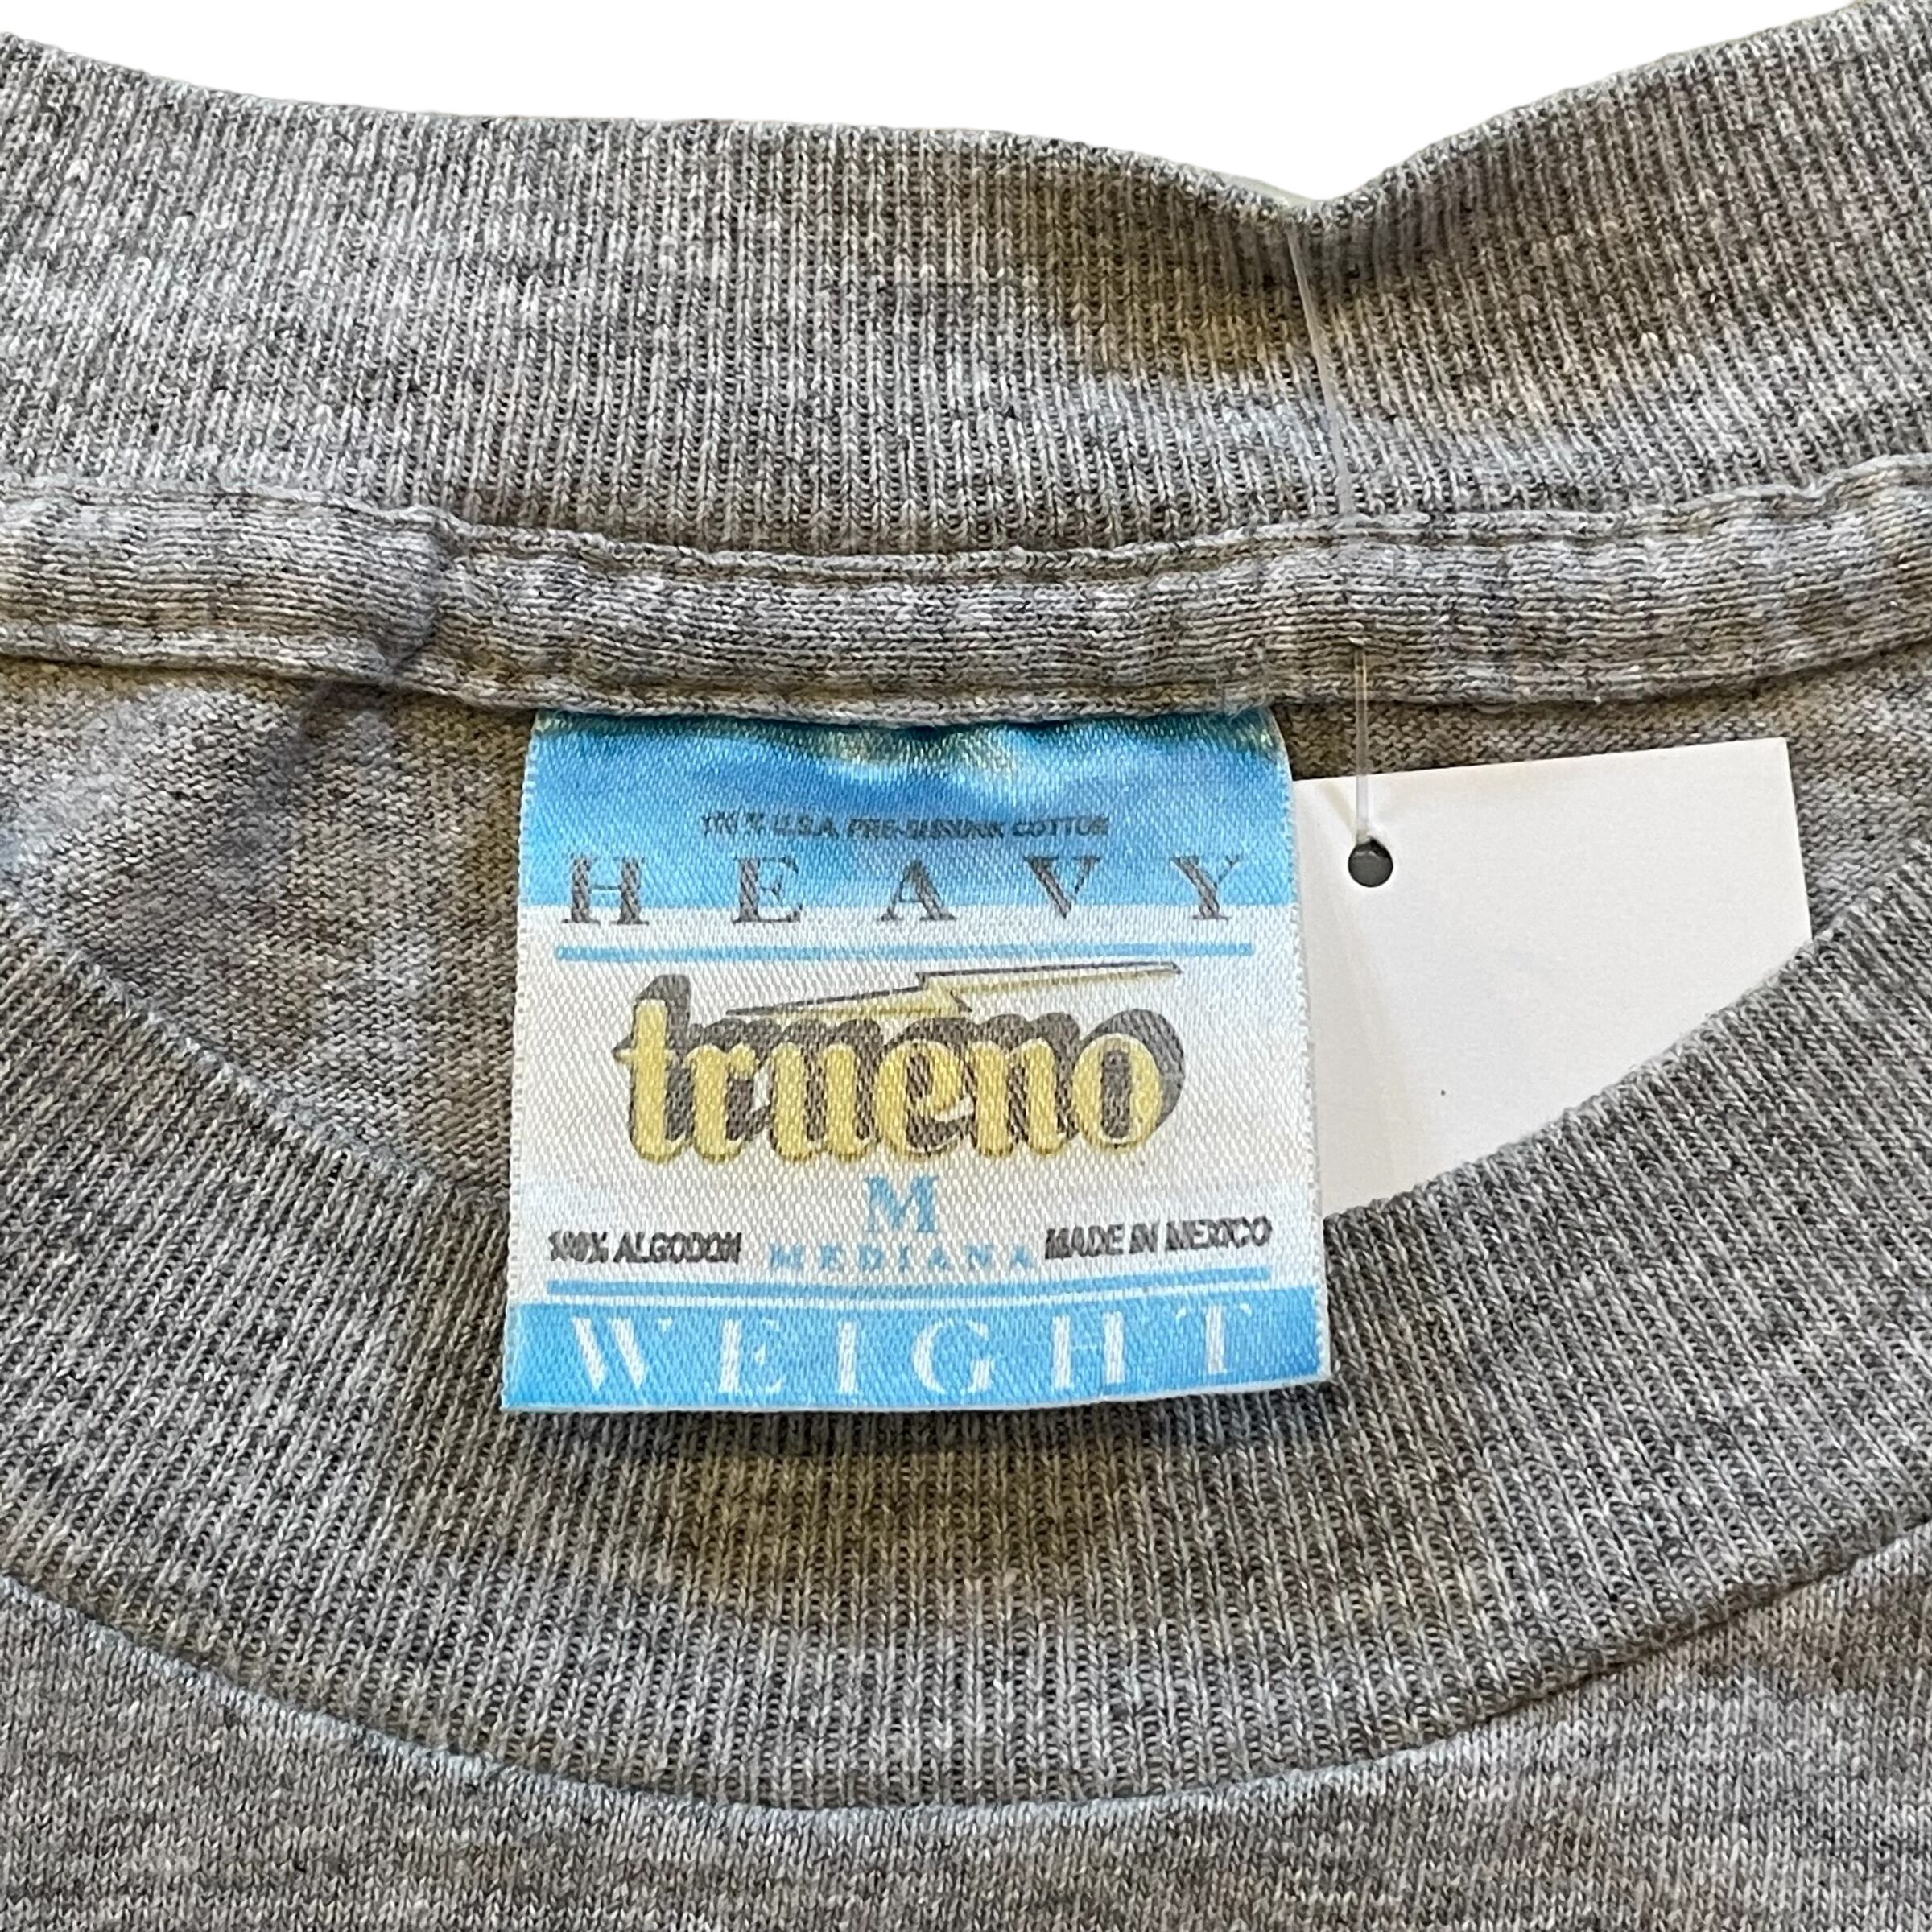 100% U.S.A. PRE-SHRUNK COTTON
HEAVY
trueno
M
100% ALGODON MEDIANA MADE IN MEXICO
WEIGHT